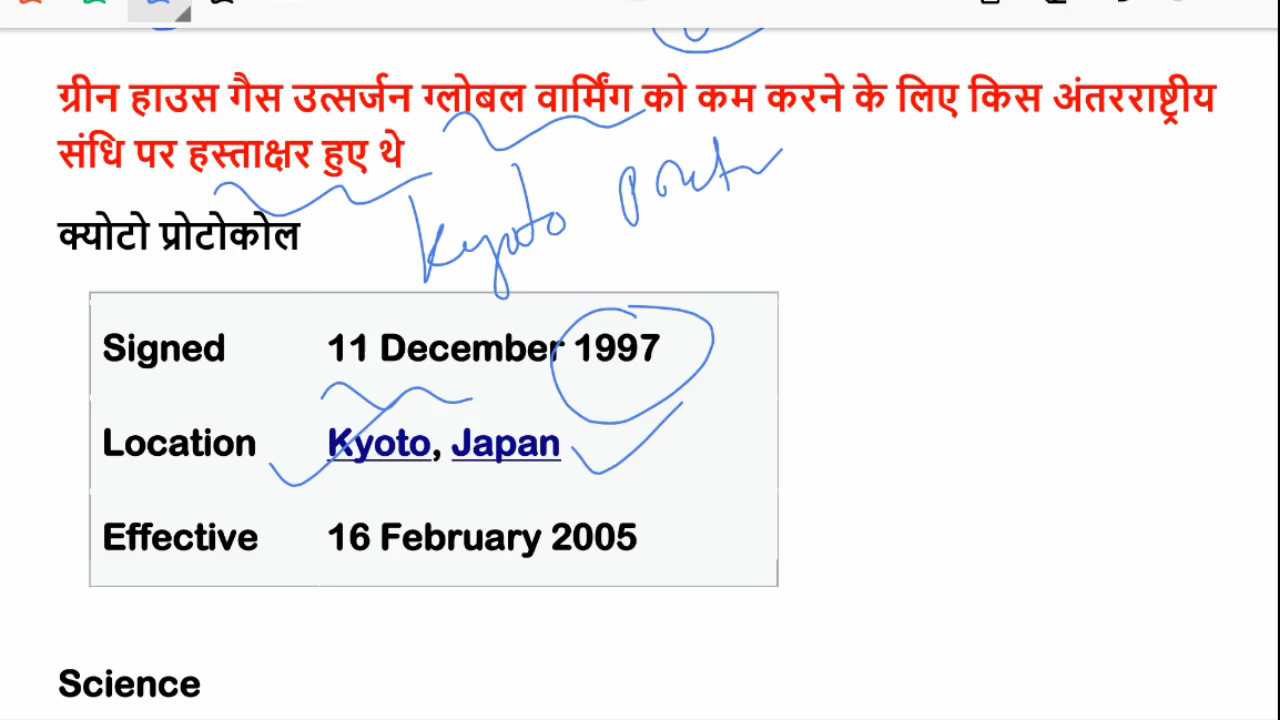 ग्रीन हाउस गैस उत्सर्जन ग्लोबल वार्मिंग को कम करने के लिए किस अंतरराष्ट्रीय
संधि पर हस्ताक्षर हुए थे
क्योटो प्रोटोकोल
Kyoto
Signed 11 December 1997
Location Kyoto, Japan
Effective 16 February 2005
Science